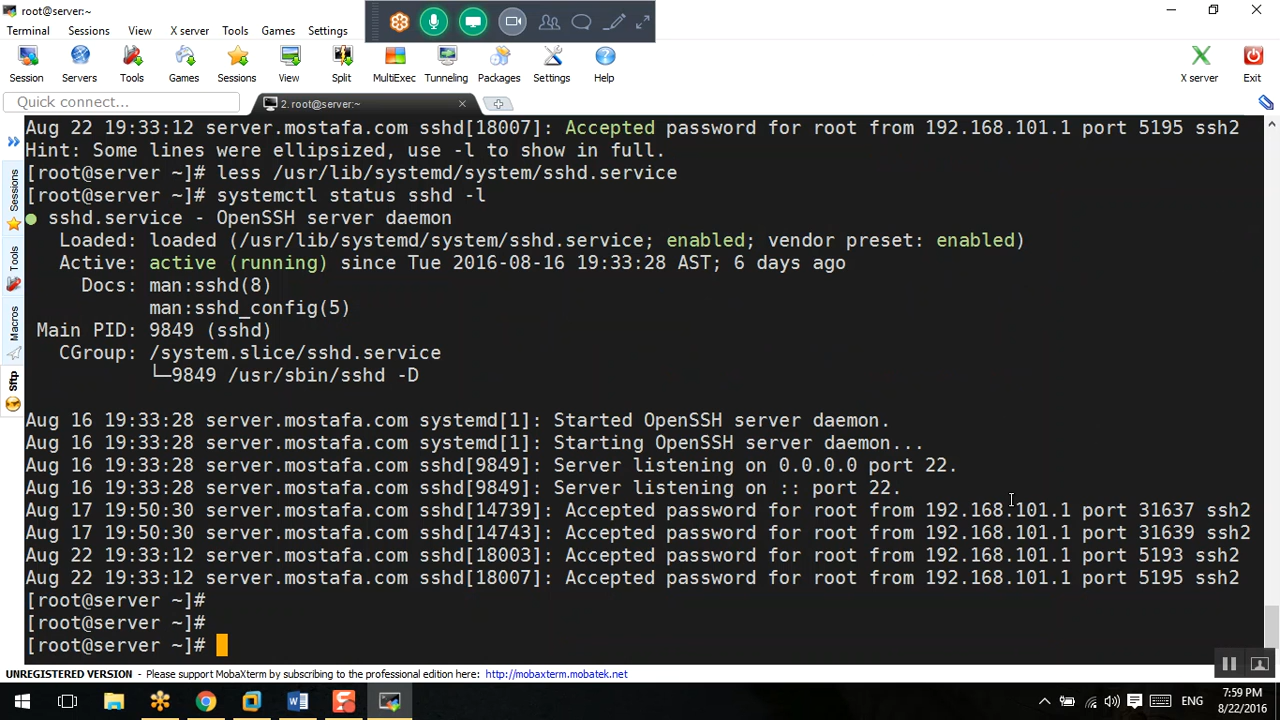 root@server:~
Terminal Sessions View X server Tools Games Settings
Session Servers Tools Games Sessions View Split MultiExec Tunneling Packages Settings Help X server Exit
Quick connect... 2. root@server:~
Aug 22 19:33:12 server.mostafa.com sshd[18007]: Accepted password for root from 192.168.101.1 port 5195 ssh2
Hint: Some lines were ellipsized, use -l to show in full.
[root@server ~]# less /usr/lib/systemd/system/sshd.service
[root@server ~]# systemctl status sshd -l
● sshd.service - OpenSSH server daemon
Loaded: loaded (/usr/lib/systemd/system/sshd.service; enabled; vendor preset: enabled)
Active: active (running) since Tue 2016-08-16 19:33:28 AST; 6 days ago
Docs: man:sshd(8)
man:sshd_config(5)
Main PID: 9849 (sshd)
CGroup: /system.slice/sshd.service
└─9849 /usr/sbin/sshd -D
Aug 16 19:33:28 server.mostafa.com systemd[1]: Started OpenSSH server daemon.
Aug 16 19:33:28 server.mostafa.com systemd[1]: Starting OpenSSH server daemon...
Aug 16 19:33:28 server.mostafa.com sshd[9849]: Server listening on 0.0.0.0 port 22.
Aug 16 19:33:28 server.mostafa.com sshd[9849]: Server listening on :: port 22.
Aug 17 19:50:30 server.mostafa.com sshd[14739]: Accepted password for root from 192.168.101.1 port 31637 ssh2
Aug 17 19:50:30 server.mostafa.com sshd[14743]: Accepted password for root from 192.168.101.1 port 31639 ssh2
Aug 22 19:33:12 server.mostafa.com sshd[18003]: Accepted password for root from 192.168.101.1 port 5193 ssh2
Aug 22 19:33:12 server.mostafa.com sshd[18007]: Accepted password for root from 192.168.101.1 port 5195 ssh2
[root@server ~]#
[root@server ~]#
[root@server ~]#
Sessions
Tools
Macros
Sftp
UNREGISTERED VERSION - Please support MobaXterm by subscribing to the professional edition here: http://mobaxterm.mobatek.net
ENG
7:59 PM
8/22/2016